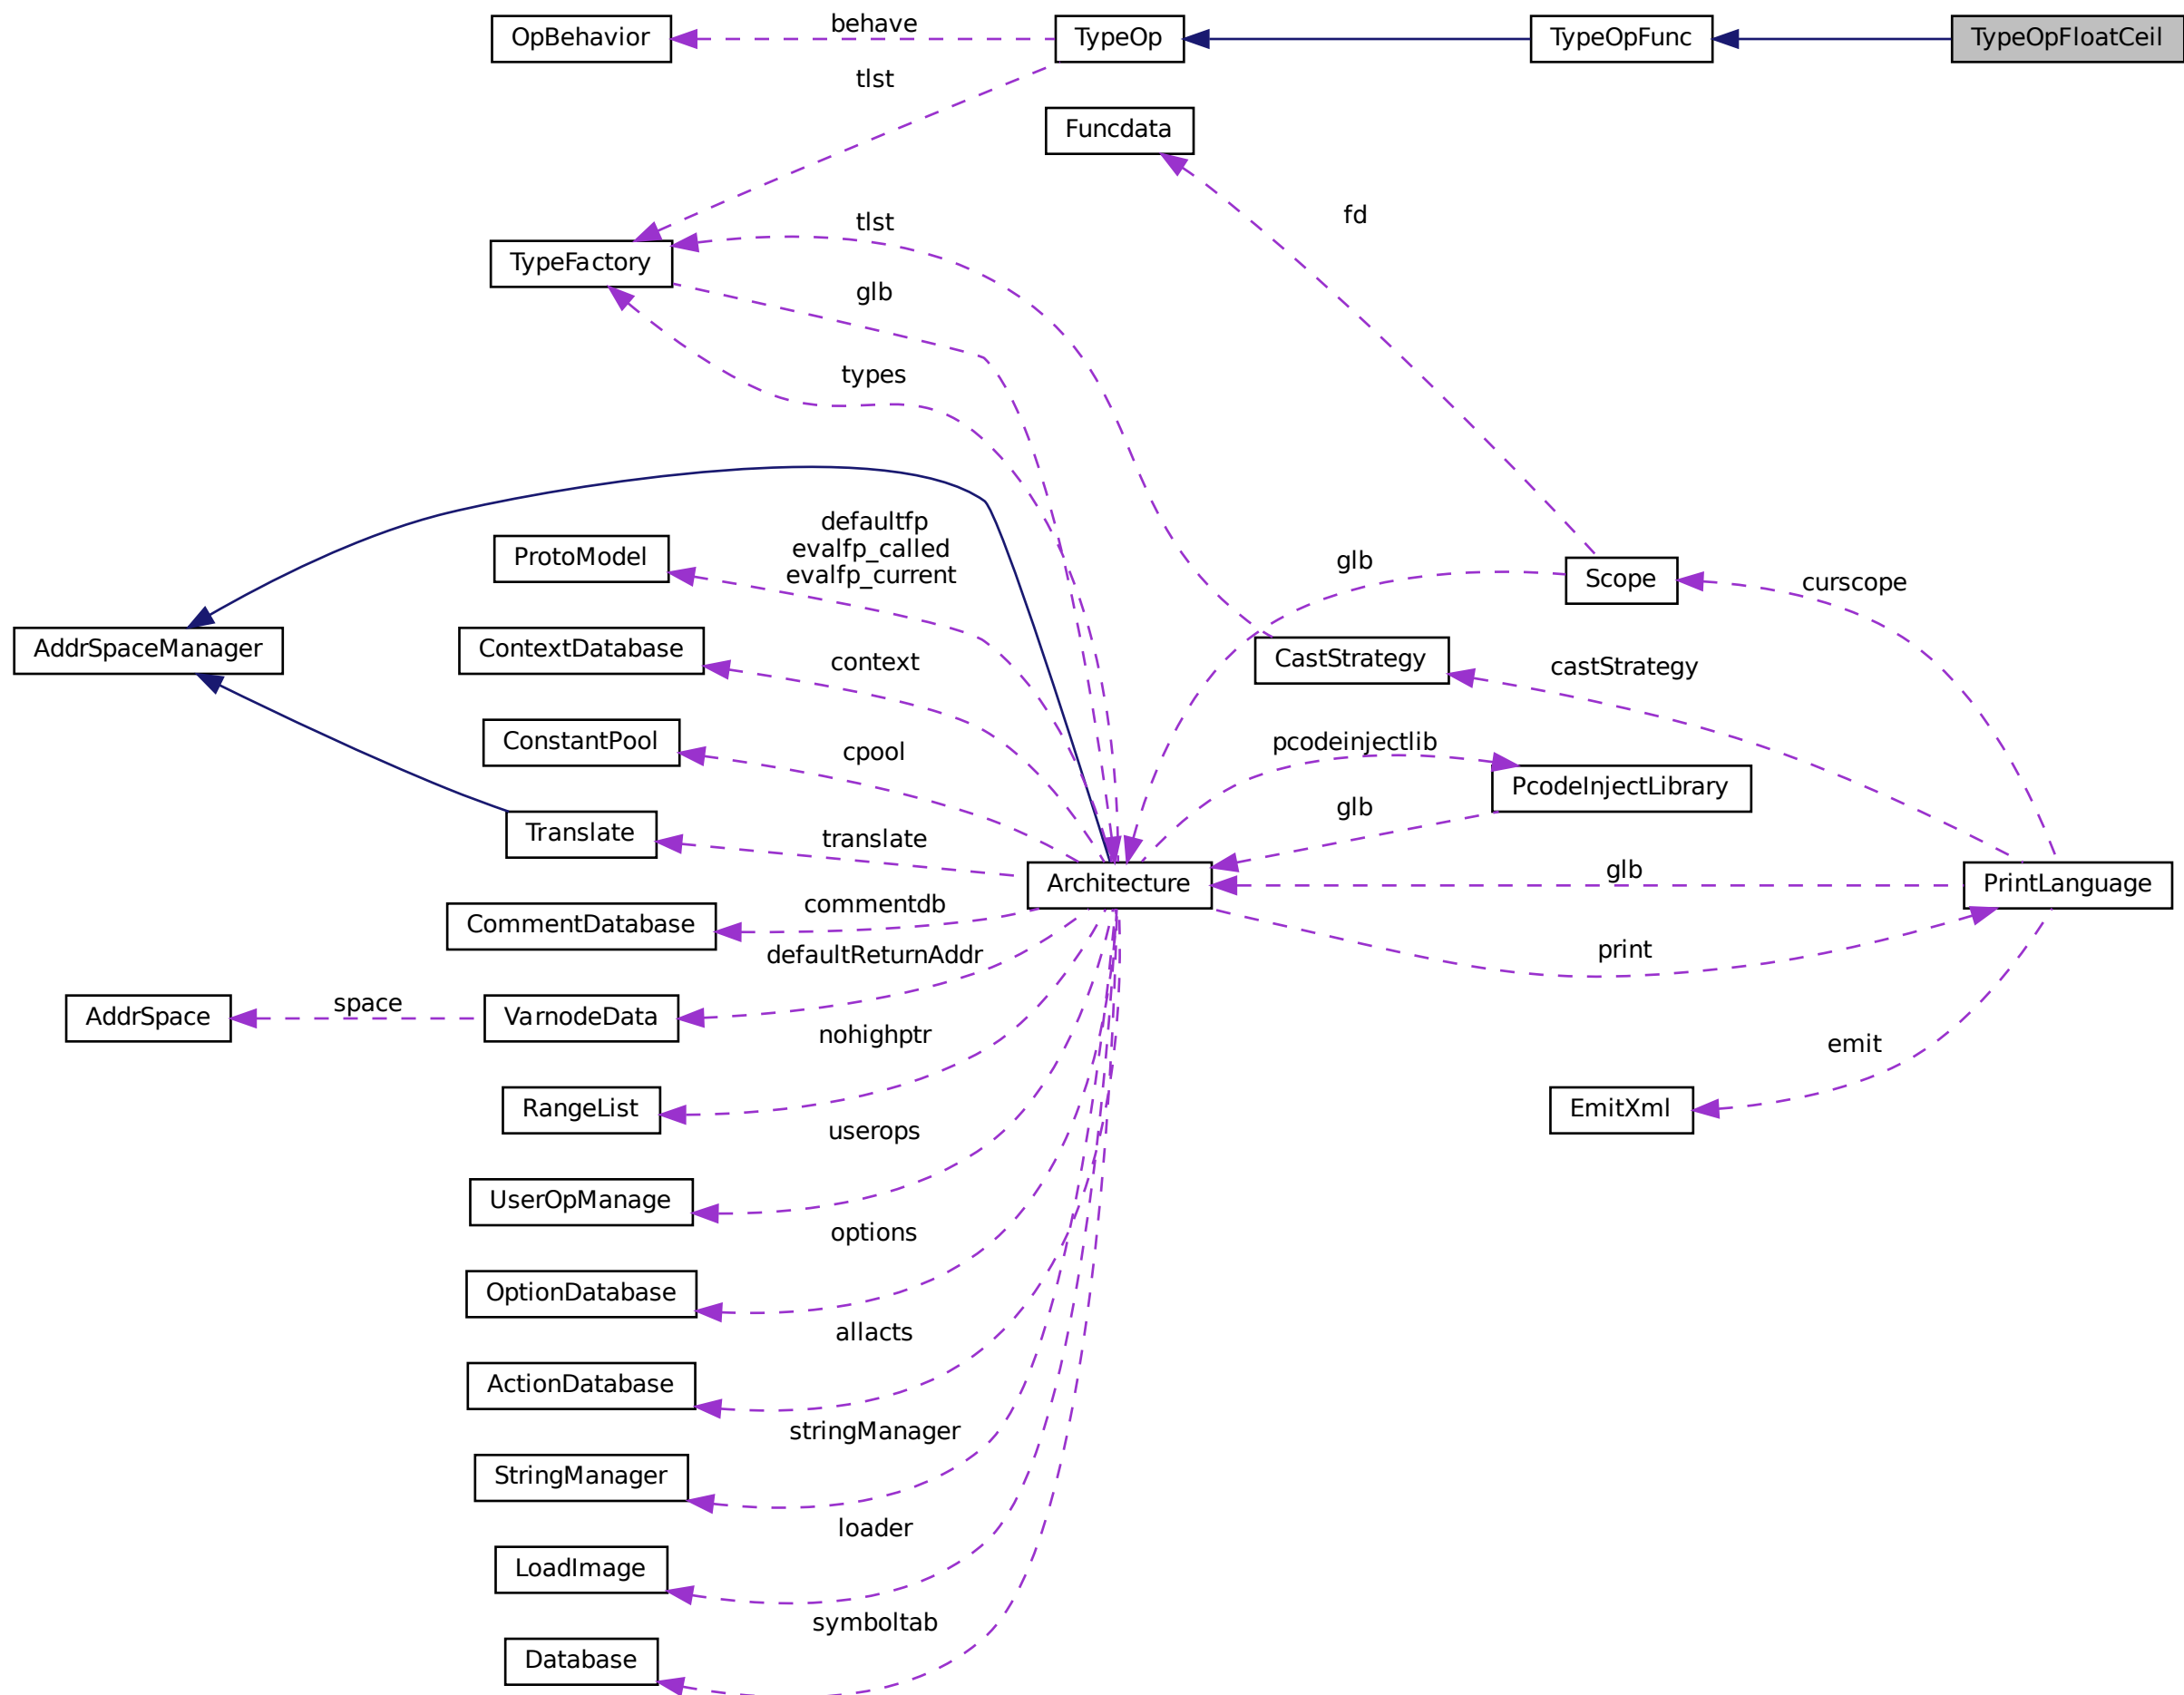 OpBehavior
behave
TypeOp
TypeOpFunc
TypeOpFloatCeil
tlst
Funcdata
fd
tlst
TypeFactory
glb
types
defaultfp
evalfp_called
evalfp_current
ProtoModel
glb
Scope
curscope
AddrSpaceManager
ContextDatabase
context
CastStrategy
castStrategy
ConstantPool
cpool
pcodeinjectlib
PcodeInjectLibrary
glb
Translate
translate
Architecture
glb
PrintLanguage
CommentDatabase
commentdb
defaultReturnAddr
print
AddrSpace
space
VarnodeData
nohighptr
emit
RangeList
EmitXml
userops
UserOpManage
options
OptionDatabase
allacts
ActionDatabase
stringManager
StringManager
loader
LoadImage
symboltab
Database